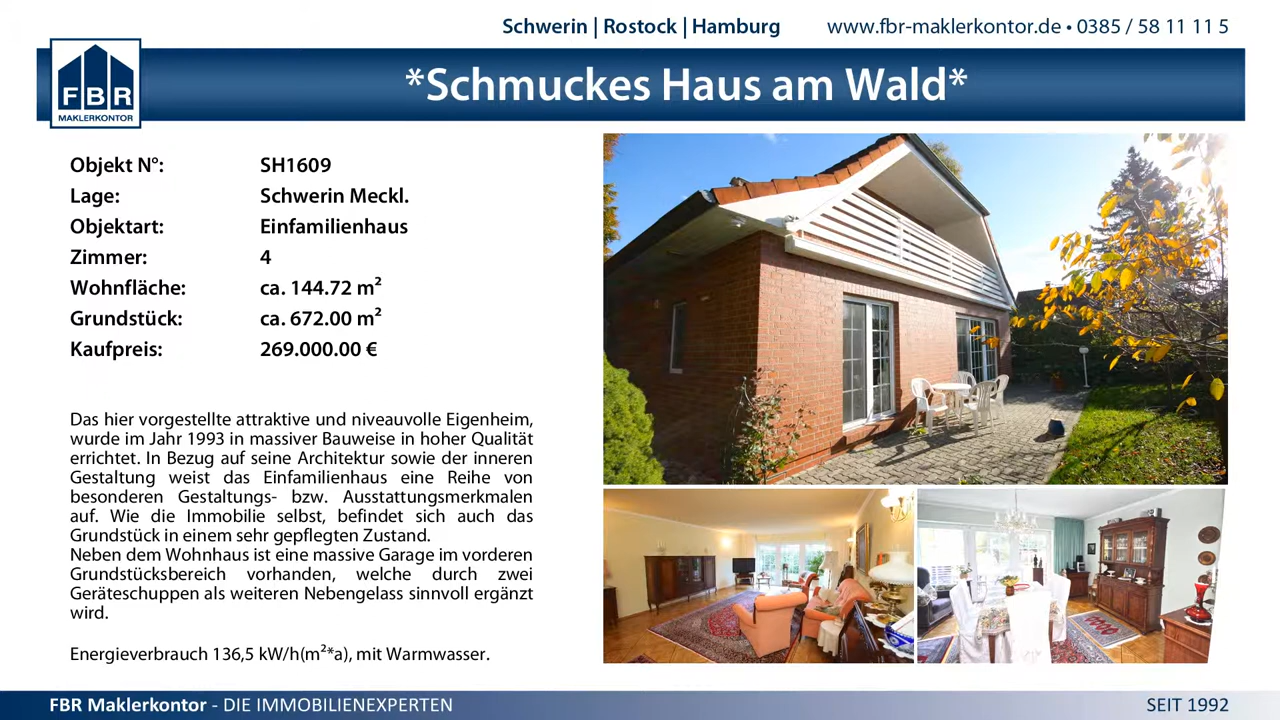 Schwerin | Rostock | Hamburg
www.fbr-maklerkontor.de • 0385 / 58 11 11 5
FBR
MAKLERKONTOR
*Schmuckes Haus am Wald*
Objekt N°: SH1609
Lage: Schwerin Meckl.
Objektart: Einfamilienhaus
Zimmer: 4
Wohnfläche: ca. 144.72 m²
Grundstück: ca. 672.00 m²
Kaufpreis: 269.000.00 €
Das hier vorgestellte attraktive und niveauvolle Eigenheim,
wurde im Jahr 1993 in massiver Bauweise in hoher Qualität
errichtet. In Bezug auf seine Architektur sowie der inneren
Gestaltung weist das Einfamilienhaus eine Reihe von
besonderen Gestaltungs- bzw. Ausstattungsmerkmalen
auf. Wie die Immobilie selbst, befindet sich auch das
Grundstück in einem sehr gepflegten Zustand.
Neben dem Wohnhaus ist eine massive Garage im vorderen
Grundstücksbereich vorhanden, welche durch zwei
Geräteschuppen als weiteren Nebengelass sinnvoll ergänzt
wird.
Energieverbrauch 136,5 kW/h(m²*a), mit Warmwasser.
FBR Maklerkontor - DIE IMMOBILIENEXPERTEN
SEIT 1992